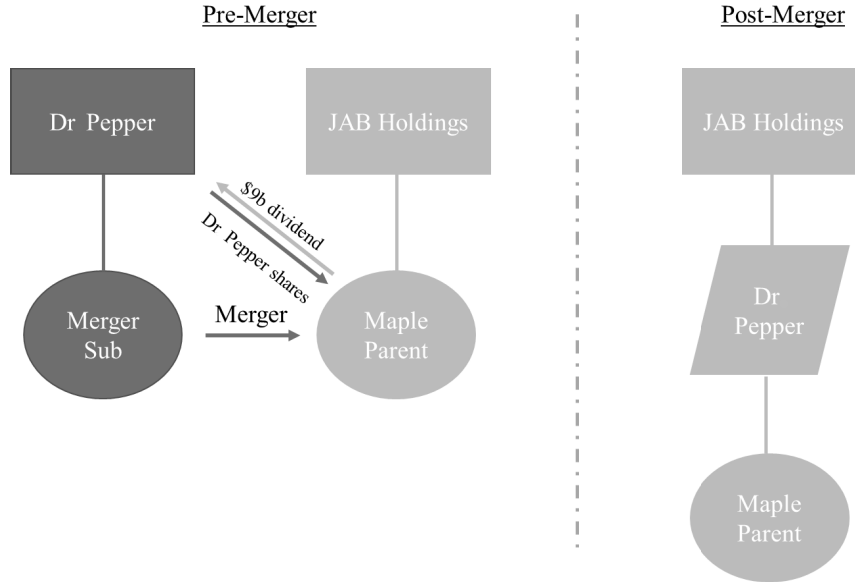 Pre-Merger
Post-Merger
Dr Pepper
JAB Holdings
JAB Holdings
$9b dividend
Dr Pepper shares
Merger
Sub
Merger
Maple
Parent
Dr
Pepper
Maple
Parent